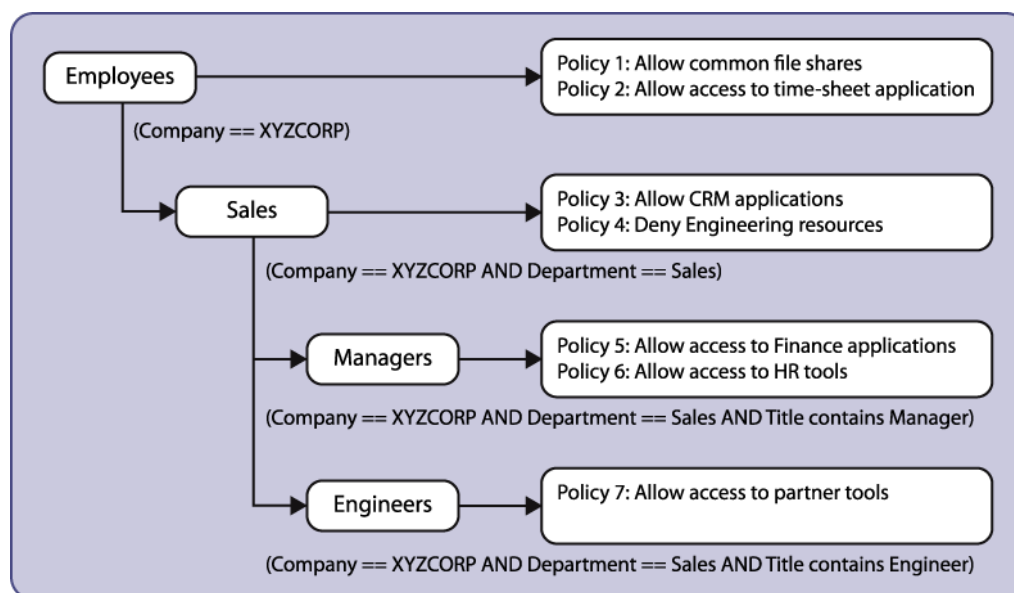 Employees
Policy 1: Allow common file shares
Policy 2: Allow access to time-sheet application
(Company == XYZCORP)
Sales
Policy 3: Allow CRM applications
Policy 4: Deny Engineering resources
(Company == XYZCORP AND Department == Sales)
Managers
Policy 5: Allow access to Finance applications
Policy 6: Allow access to HR tools
(Company == XYZCORP AND Department == Sales AND Title contains Manager)
Engineers
Policy 7: Allow access to partner tools
(Company == XYZCORP AND Department == Sales AND Title contains Engineer)